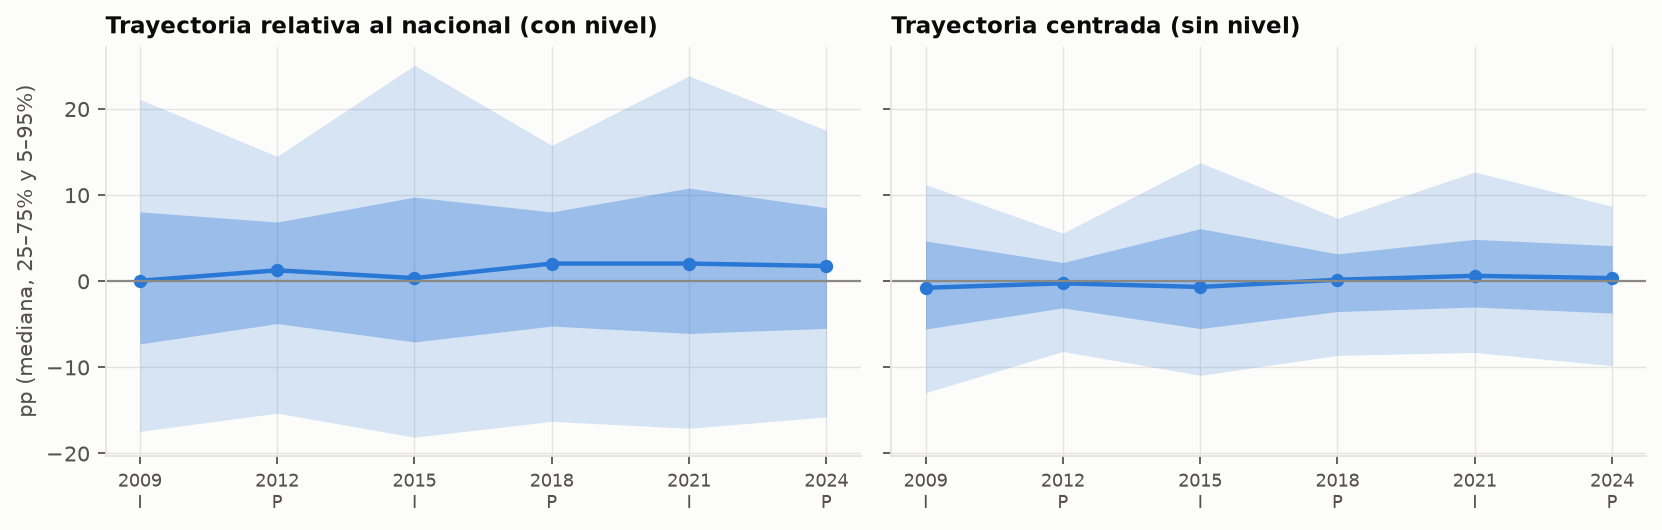 Trayectoria relativa al nacional (con nivel)
pp (mediana, 25–75% y 5–95%)
20
10
0
−10
−20
2009 2012 2015 2018 2021 2024
I P I P I P
Trayectoria centrada (sin nivel)
2009 2012 2015 2018 2021 2024
I P I P I P